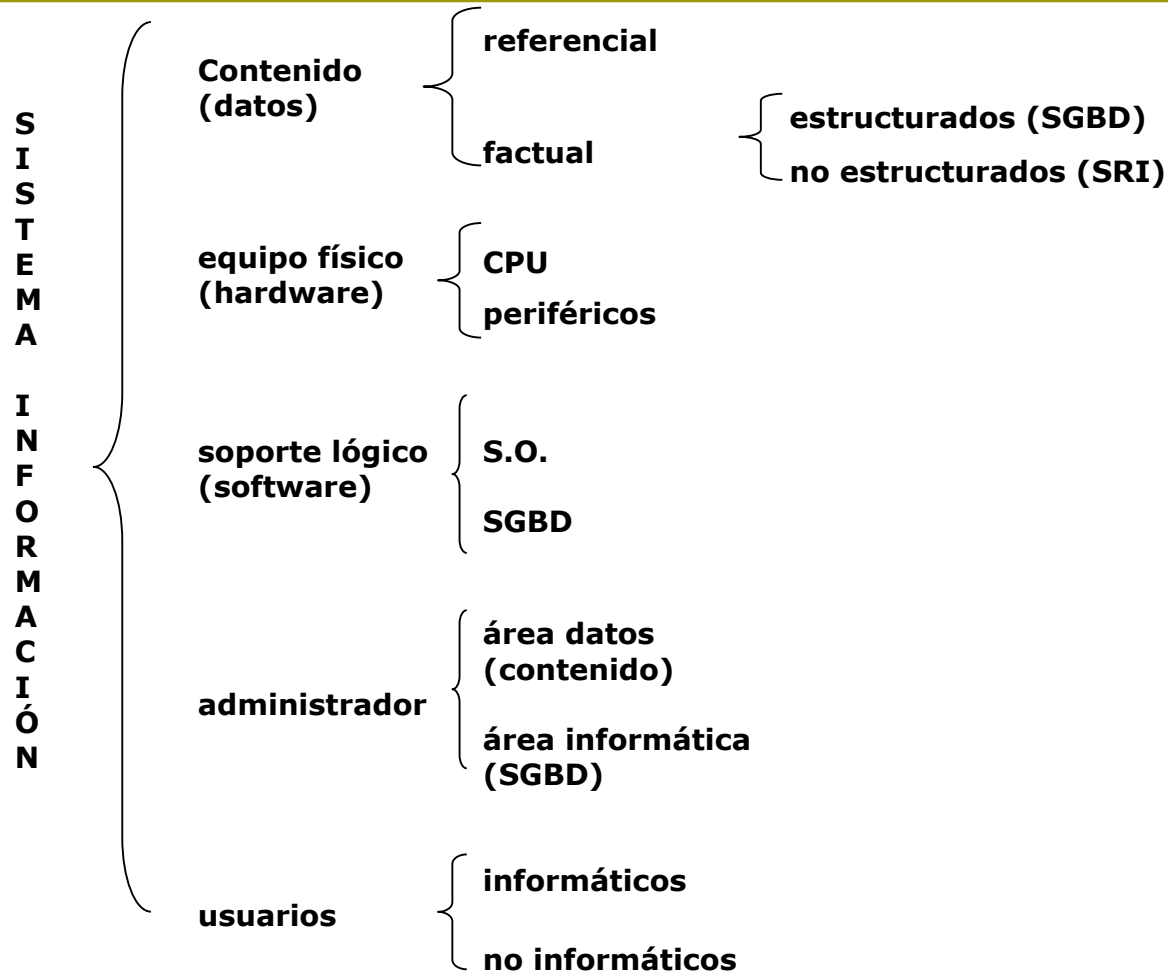 SISTEMA INFORMACIÓN
Contenido
(datos)
referencial
factual
estructurados (SGBD)
no estructurados (SRI)
equipo físico
(hardware)
CPU
periféricos
soporte lógico
(software)
S.O.
SGBD
administrador
área datos
(contenido)
área informática
(SGBD)
usuarios
informáticos
no informáticos